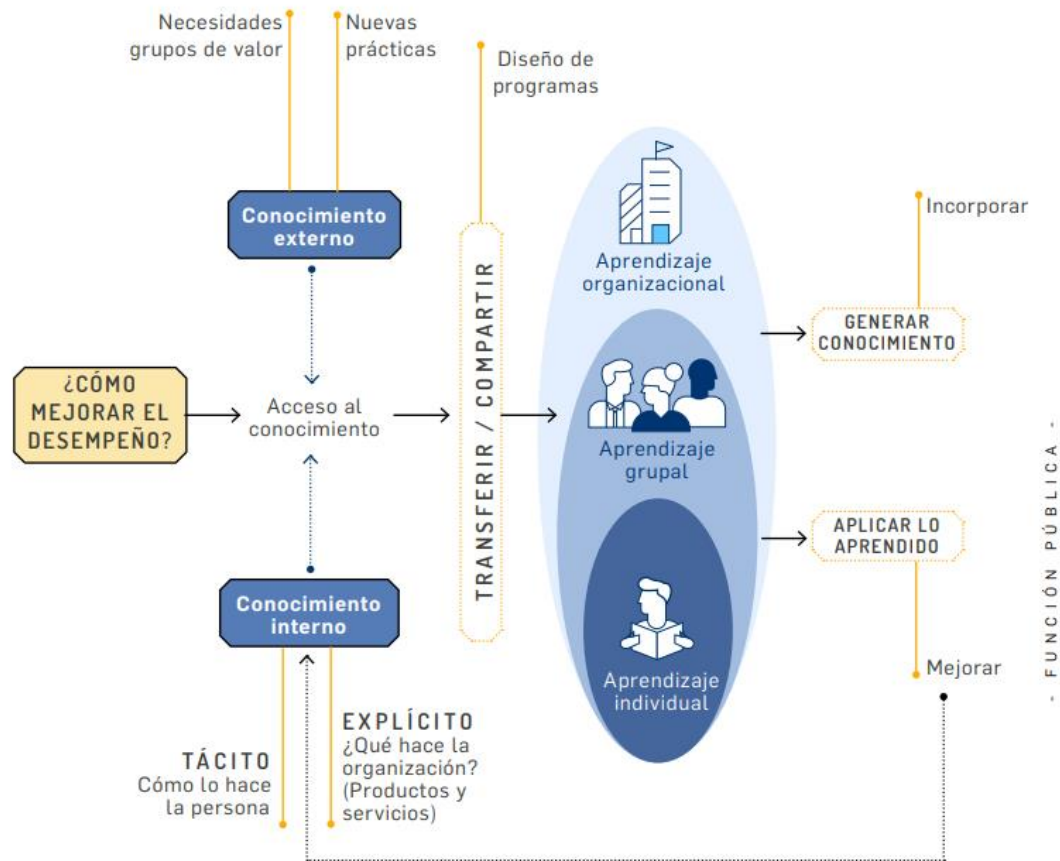 Necesidades
grupos de valor
Nuevas
prácticas
Diseño de
programas
Conocimiento
externo
¿CÓMO
MEJORAR EL
DESEMPEÑO?
Acceso al
conocimiento
TRANSFERIR / COMPARTIR
Aprendizaje
organizacional
Aprendizaje
grupal
Aprendizaje
individual
Incorporar
GENERAR
CONOCIMIENTO
APLICAR LO
APRENDIDO
Mejorar
Conocimiento
interno
TÁCITO
Cómo lo hace
la persona
EXPLÍCITO
¿Qué hace la
organización?
(Productos y
servicios)
- FUNCIÓN PÚBLICA -